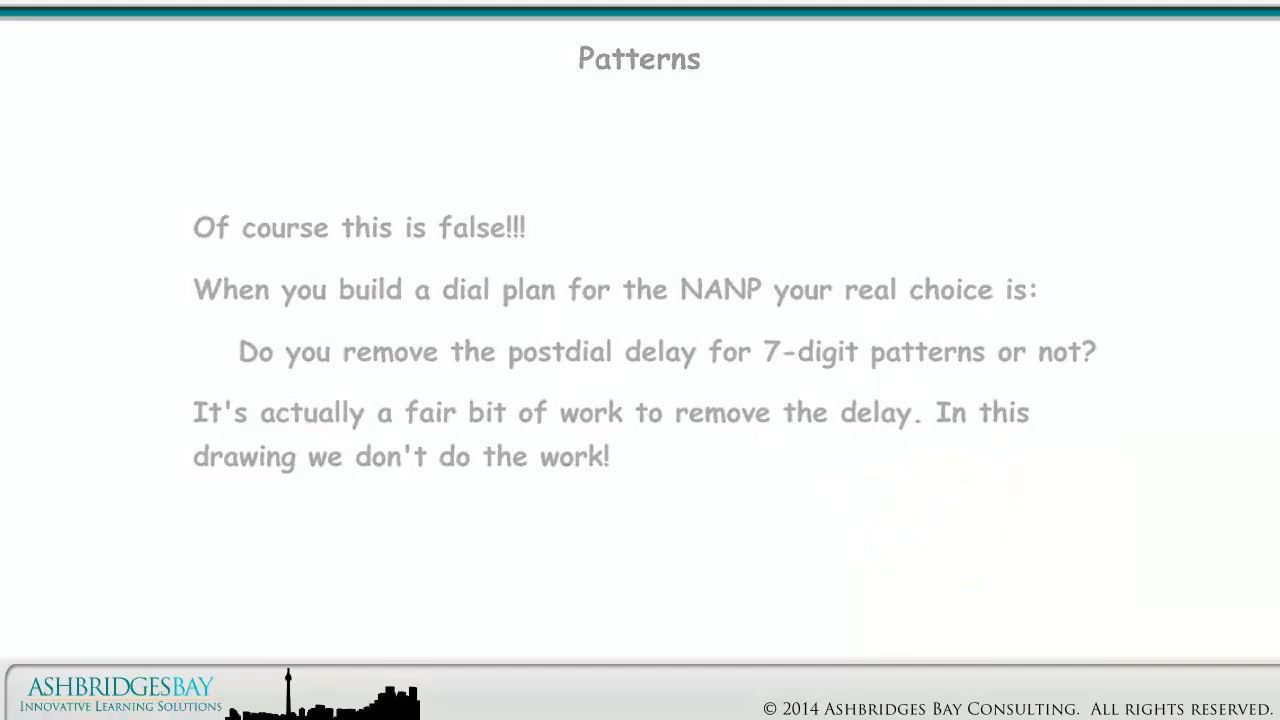 Patterns
Of course this is false!!!
When you build a dial plan for the NANP your real choice is:
Do you remove the postdial delay for 7-digit patterns or not?
It's actually a fair bit of work to remove the delay. In this
drawing we don't do the work!
ASHBRIDGESBAY
INNOVATIVE LEARNING SOLUTIONS
© 2014 ASHBRIDGES BAY CONSULTING. ALL RIGHTS RESERVED.